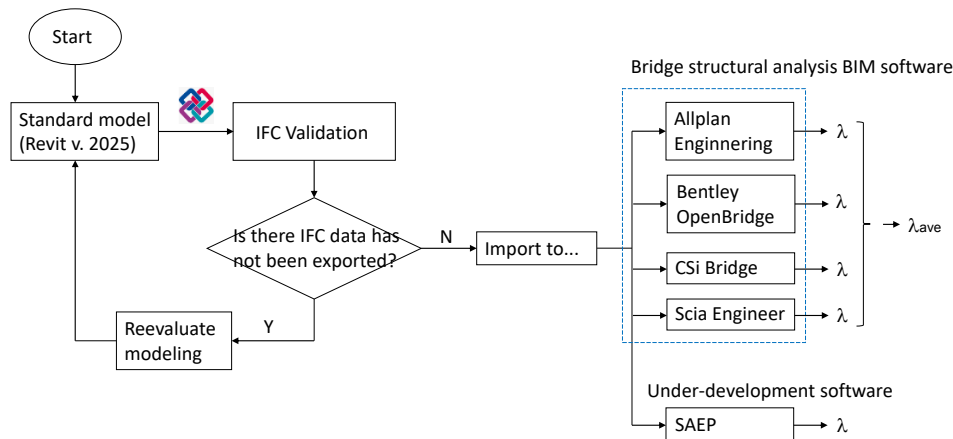 Start
Standard model
(Revit v. 2025)
IFC Validation
Is there IFC data has
not been exported?
N
Y
Reevaluate
modeling
Import to...
Bridge structural analysis BIM software
Allplan
Enginnering
λ
Bentley
OpenBridge
λ
CSi Bridge
λ
Scia Engineer
λ
λave
Under-development software
SAEP
λ